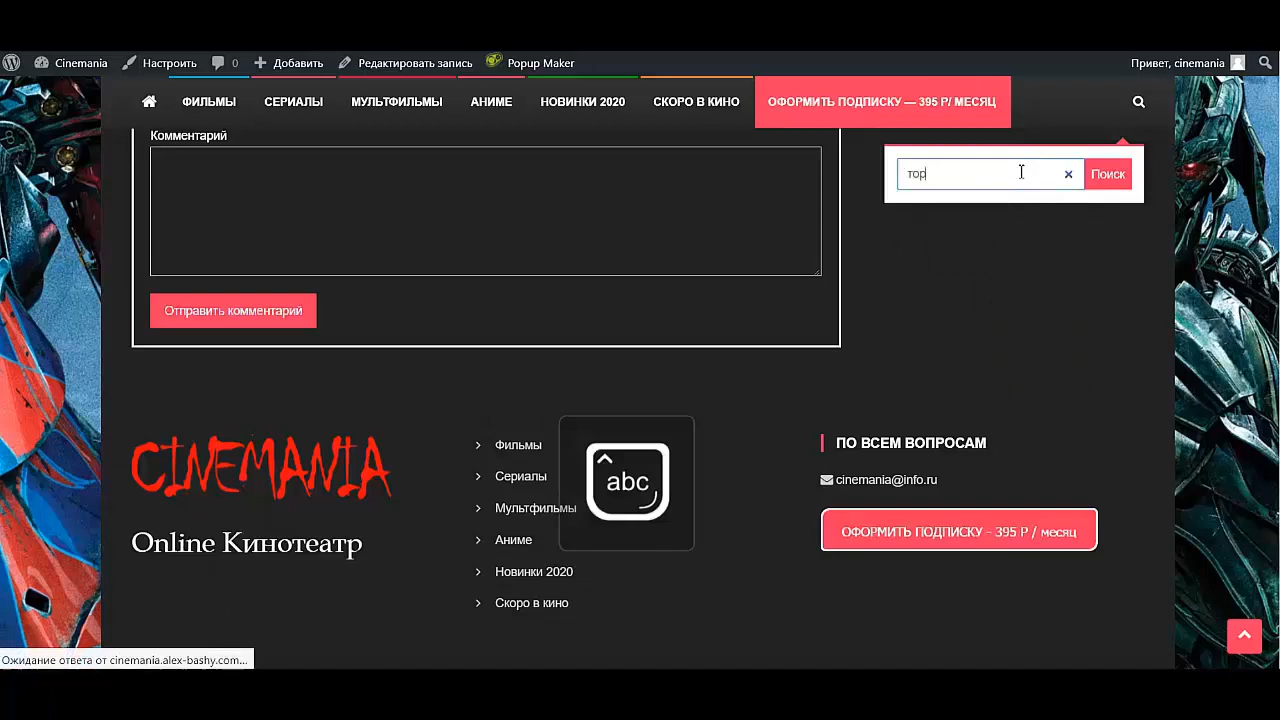 Cinemania
Настроить
0
Добавить
Редактировать запись
Popup Maker
Привет, cinemania
ФИЛЬМЫ
СЕРИАЛЫ
МУЛЬТФИЛЬМЫ
АНИМЕ
НОВИНКИ 2020
СКОРО В КИНО
ОФОРМИТЬ ПОДПИСКУ — 395 Р/ МЕСЯЦ
Комментарий
тор
Поиск
Отправить комментарий
CINEMANIA
Online Кинотеатр
Фильмы
Сериалы
Мультфильмы
Аниме
Новинки 2020
Скоро в кино
abc
ПО ВСЕМ ВОПРОСАМ
cinemania@info.ru
ОФОРМИТЬ ПОДПИСКУ - 395 Р / месяц
Ожидание ответа от cinemania.alex-bashy.com...